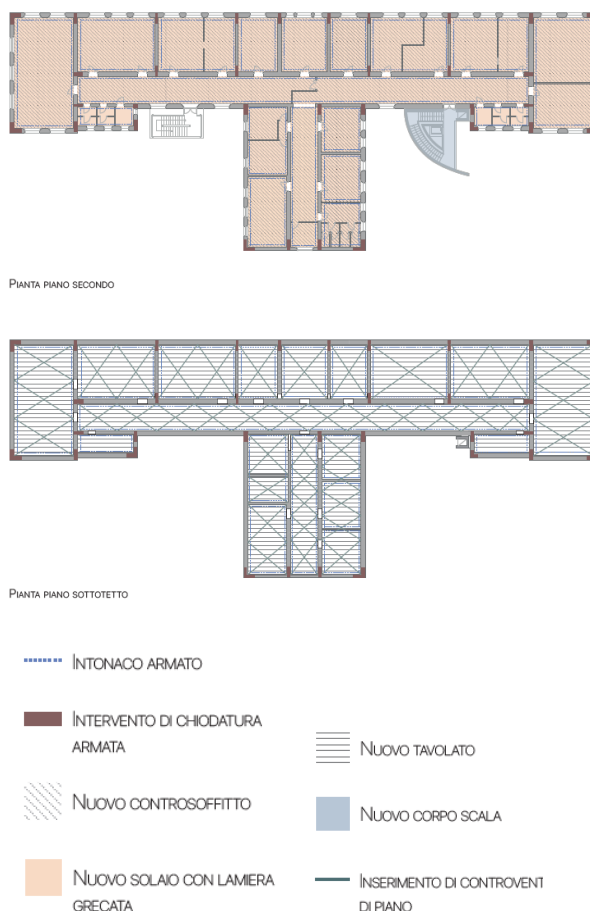 Pianta piano secondo
Pianta piano sottotetto
Intonaco armato
Intervento di chiodatura
armata
Nuovo controsoffitto
Nuovo solaio con lamiera
grecata
Nuovo tavolato
Nuovo corpo scala
Inserimento di controvent
di piano